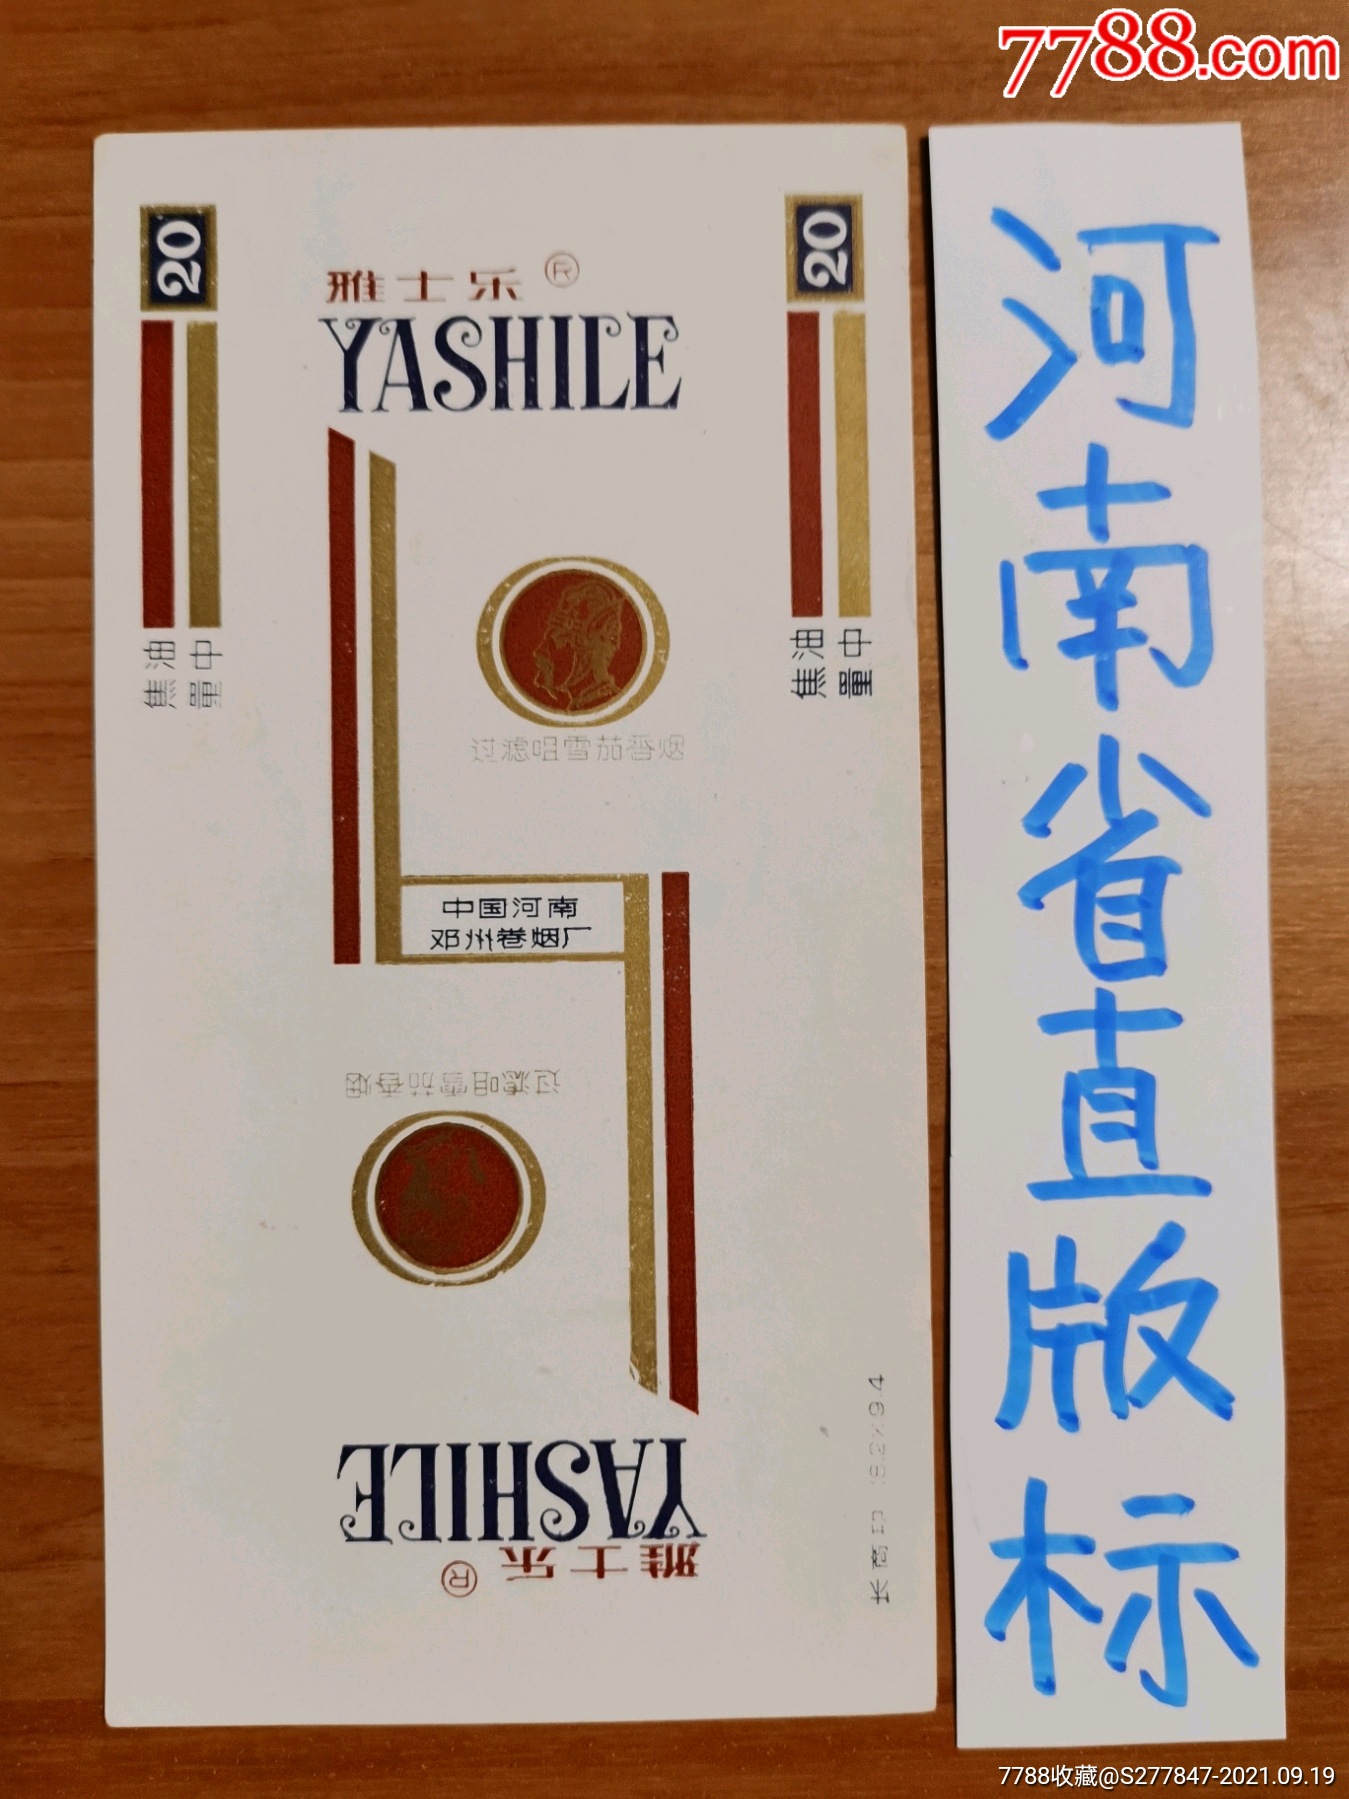 7788.com
20
焦油
量中
雅士乐®
YASHILE
过滤咀雪茄香烟
中国河南
邓州卷烟厂
20
焦油
量中
过滤咀雪茄香烟
YASHILE
雅士乐®
长商印 182×94
河南省直版标
7788收藏@S277847-2021.09.19